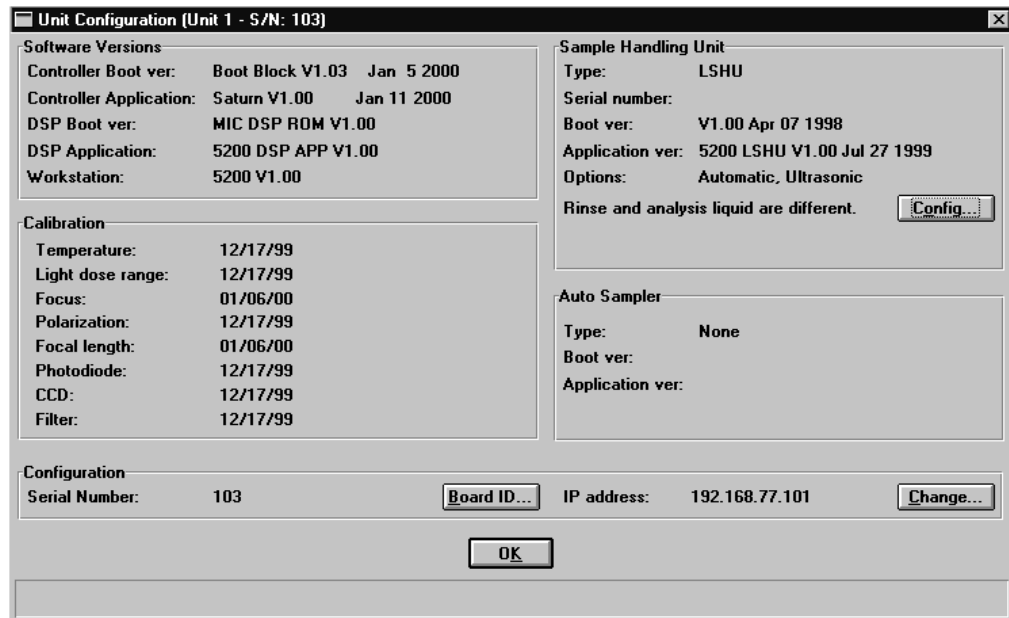 Unit Configuration (Unit 1 - S/N: 103)
Software Versions
Controller Boot ver: Boot Block V1.03 Jan 5 2000
Controller Application: Saturn V1.00 Jan 11 2000
DSP Boot ver: MIC DSP ROM V1.00
DSP Application: 5200 DSP APP V1.00
Workstation: 5200 V1.00
Calibration
Temperature: 12/17/99
Light dose range: 12/17/99
Focus: 01/06/00
Polarization: 12/17/99
Focal length: 01/06/00
Photodiode: 12/17/99
CCD: 12/17/99
Filter: 12/17/99
Sample Handling Unit
Type: LSHU
Serial number:
Boot ver: V1.00 Apr 07 1998
Application ver: 5200 LSHU V1.00 Jul 27 1999
Options: Automatic, Ultrasonic
Rinse and analysis liquid are different. Config...
Auto Sampler
Type: None
Boot ver:
Application ver:
Configuration
Serial Number: 103 Board ID... IP address: 192.168.77.101 Change...
OK